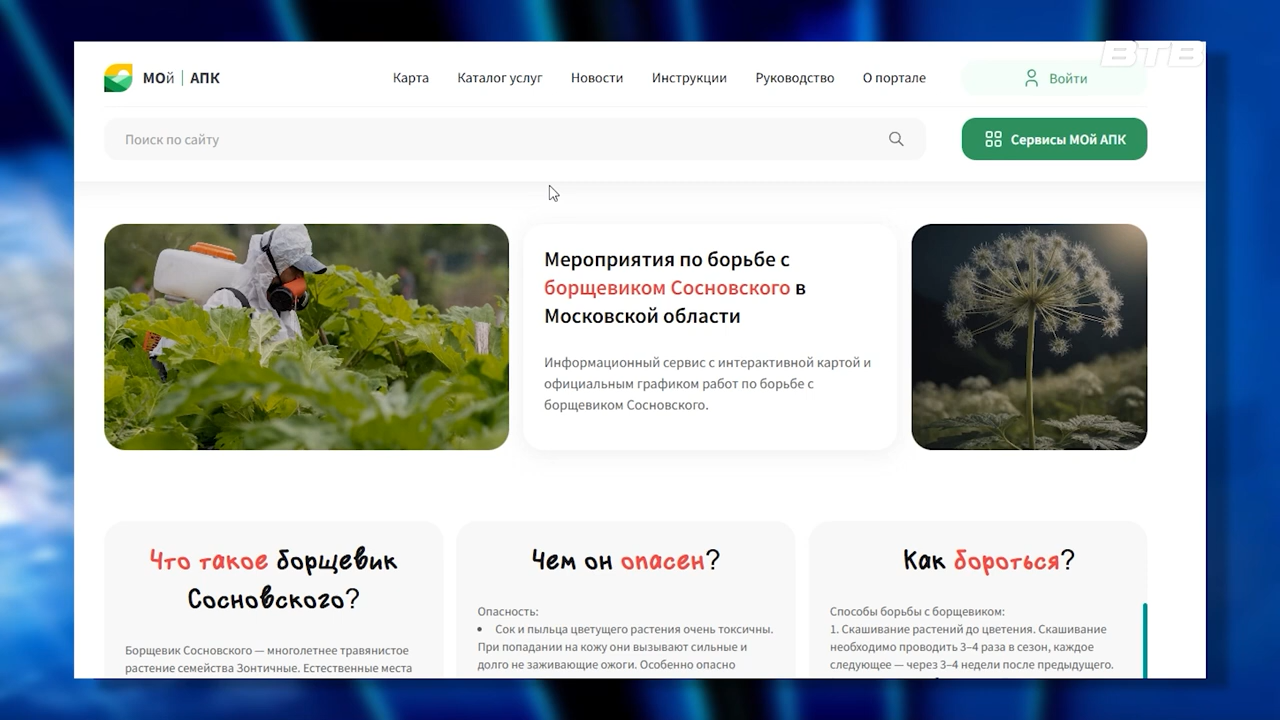 ВТВ
МОй | АПК
Карта Каталог услуг Новости Инструкции Руководство О портале Войти
Поиск по сайту
Сервисы МОй АПК
Мероприятия по борьбе с
борщевиком Сосновского в
Московской области
Информационный сервис с интерактивной картой и
официальным графиком работ по борьбе с
борщевиком Сосновского.
Что такое борщевик
Сосновского?
Борщевик Сосновского — многолетнее травянистое
растение семейства Зонтичные. Естественные места
Чем он опасен?
Опасность:
• Сок и пыльца цветущего растения очень токсичны.
При попадании на кожу они вызывают сильные и
долго не заживающие ожоги. Особенно опасно
Как бороться?
Способы борьбы с борщевиком:
1. Скашивание растений до цветения. Скашивание
необходимо проводить 3–4 раза в сезон, каждое
следующее — через 3–4 недели после предыдущего.